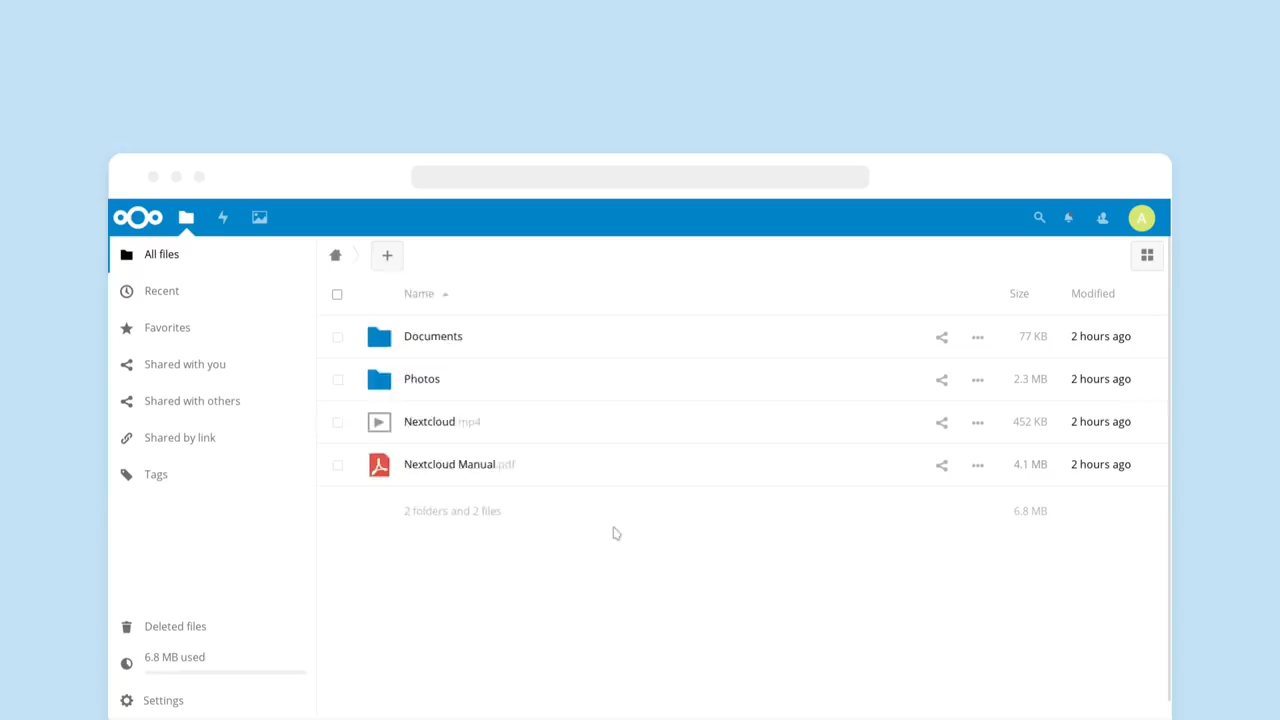 A
All files
Recent
Favorites
Shared with you
Shared with others
Shared by link
Tags
Deleted files
6.8 MB used
Settings
+
Name Size Modified
Documents 77 KB 2 hours ago
Photos 2.3 MB 2 hours ago
Nextcloud mp4 452 KB 2 hours ago
Nextcloud Manual.pdf 4.1 MB 2 hours ago
2 folders and 2 files 6.8 MB